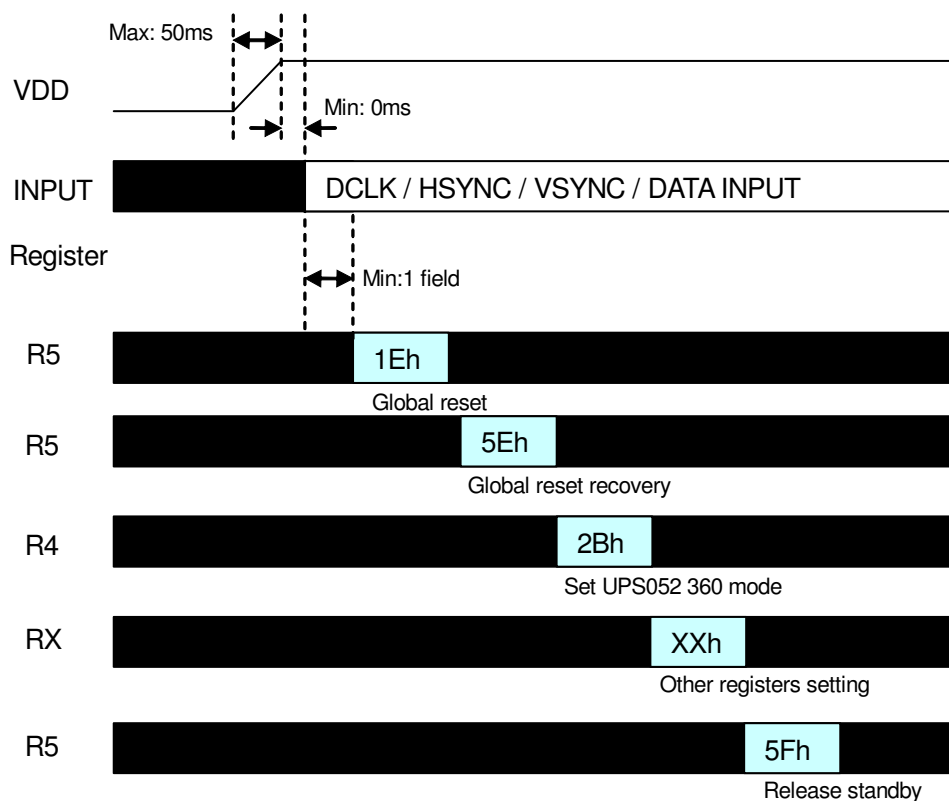 Max: 50ms
VDD
Min: 0ms
INPUT
DCLK / HSYNC / VSYNC / DATA INPUT
Register
Min:1 field
R5
1Eh
Global reset
R5
5Eh
Global reset recovery
R4
2Bh
Set UPS052 360 mode
RX
XXh
Other registers setting
R5
5Fh
Release standby